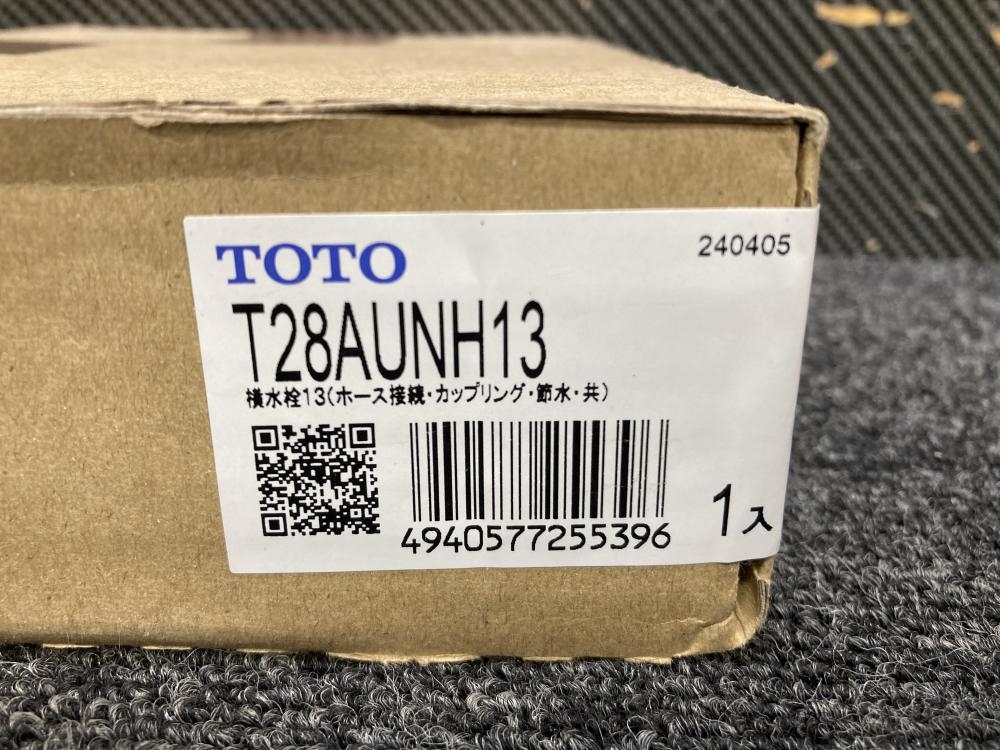 TOTO
240405
T28AUNH13
横水栓13(ホース接続・カップリング・節水・共)
4940577255396
1入